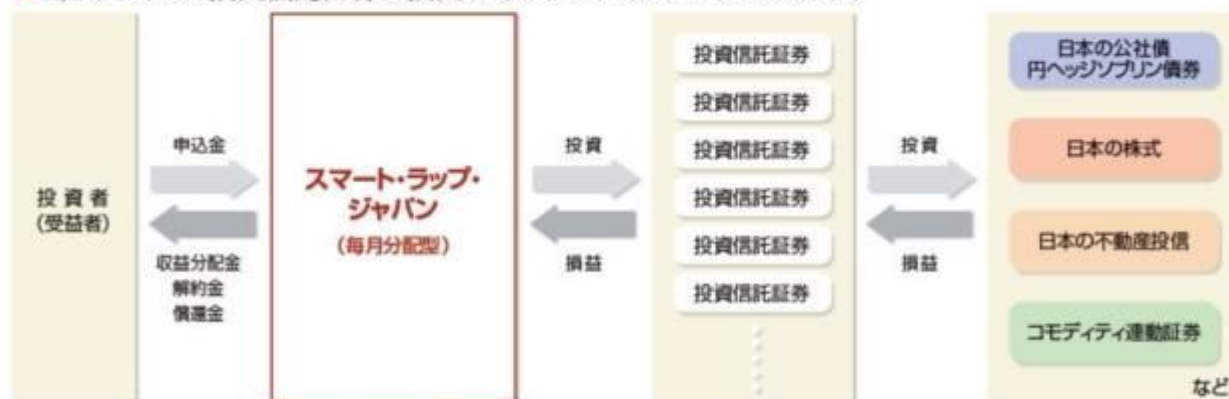 投資者
(受益者)
申込金
収益分配金
解約金
償還金
スマート・ラップ・
ジャパン
(毎月分配型)
投資
損益
投資信託証券
投資信託証券
投資信託証券
投資信託証券
投資信託証券
投資信託証券
投資
損益
日本の公社債
円ヘッジソブリン債券
日本の株式
日本の不動産投信
コモディティ連動証券
など